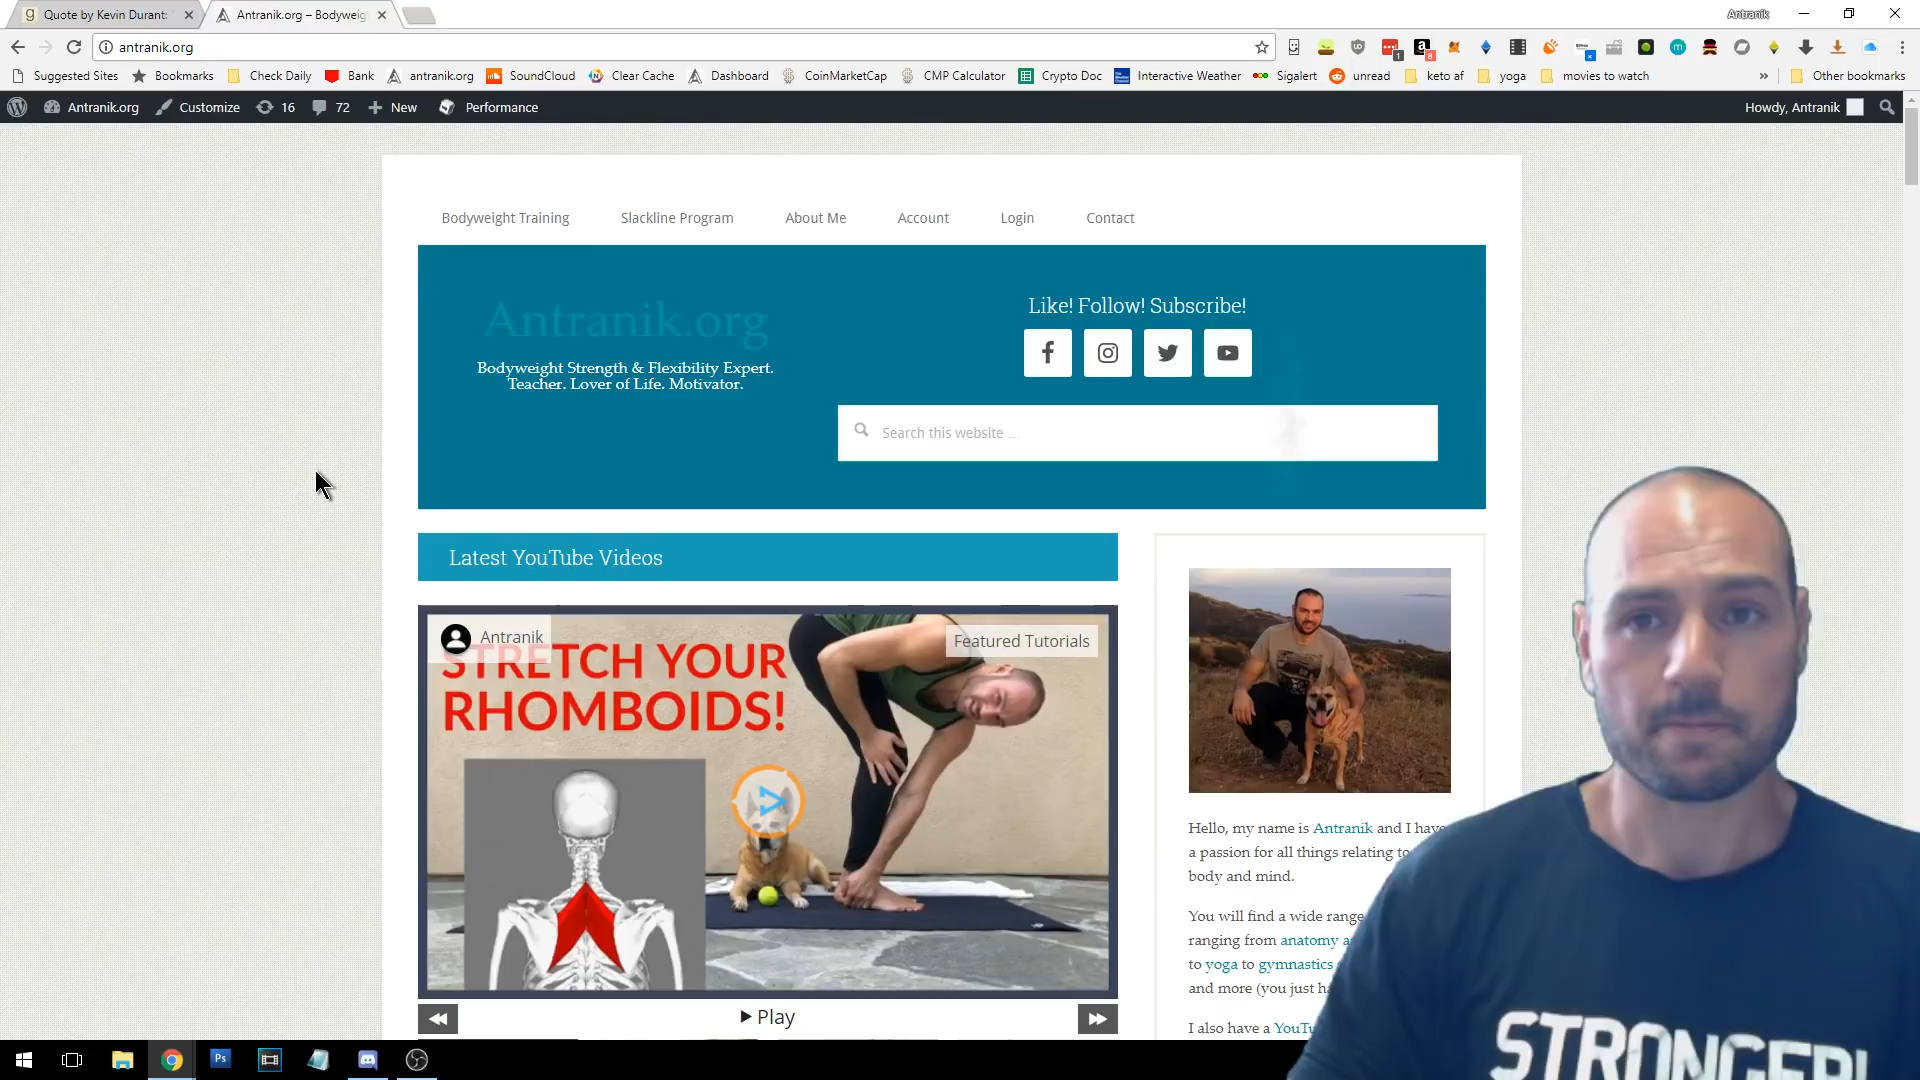 Quote by Kevin Durant:
Antranik.org – Bodyweig
Antranik
antranik.org
Suggested Sites
Bookmarks
Check Daily
Bank
antranik.org
SoundCloud
Clear Cache
Dashboard
CoinMarketCap
CMP Calculator
Crypto Doc
Interactive Weather
Sigalert
unread
keto af
yoga
movies to watch
»
Other bookmarks
Antranik.org
Customize
16
72
New
Performance
Howdy, Antranik
Bodyweight Training
Slackline Program
About Me
Account
Login
Contact
Antranik.org
Bodyweight Strength & Flexibility Expert.
Teacher. Lover of Life. Motivator.
Like! Follow! Subscribe!
Search this website …
Latest YouTube Videos
Antranik
Featured Tutorials
STRETCH YOUR
RHOMBOIDS!
Play
Hello, my name is Antranik and I have
a passion for all things relating to
body and mind.
You will find a wide range
ranging from anatomy a
to yoga to gymnastics
and more (you just ha
I also have a YouTu
STRONGER!
Ps